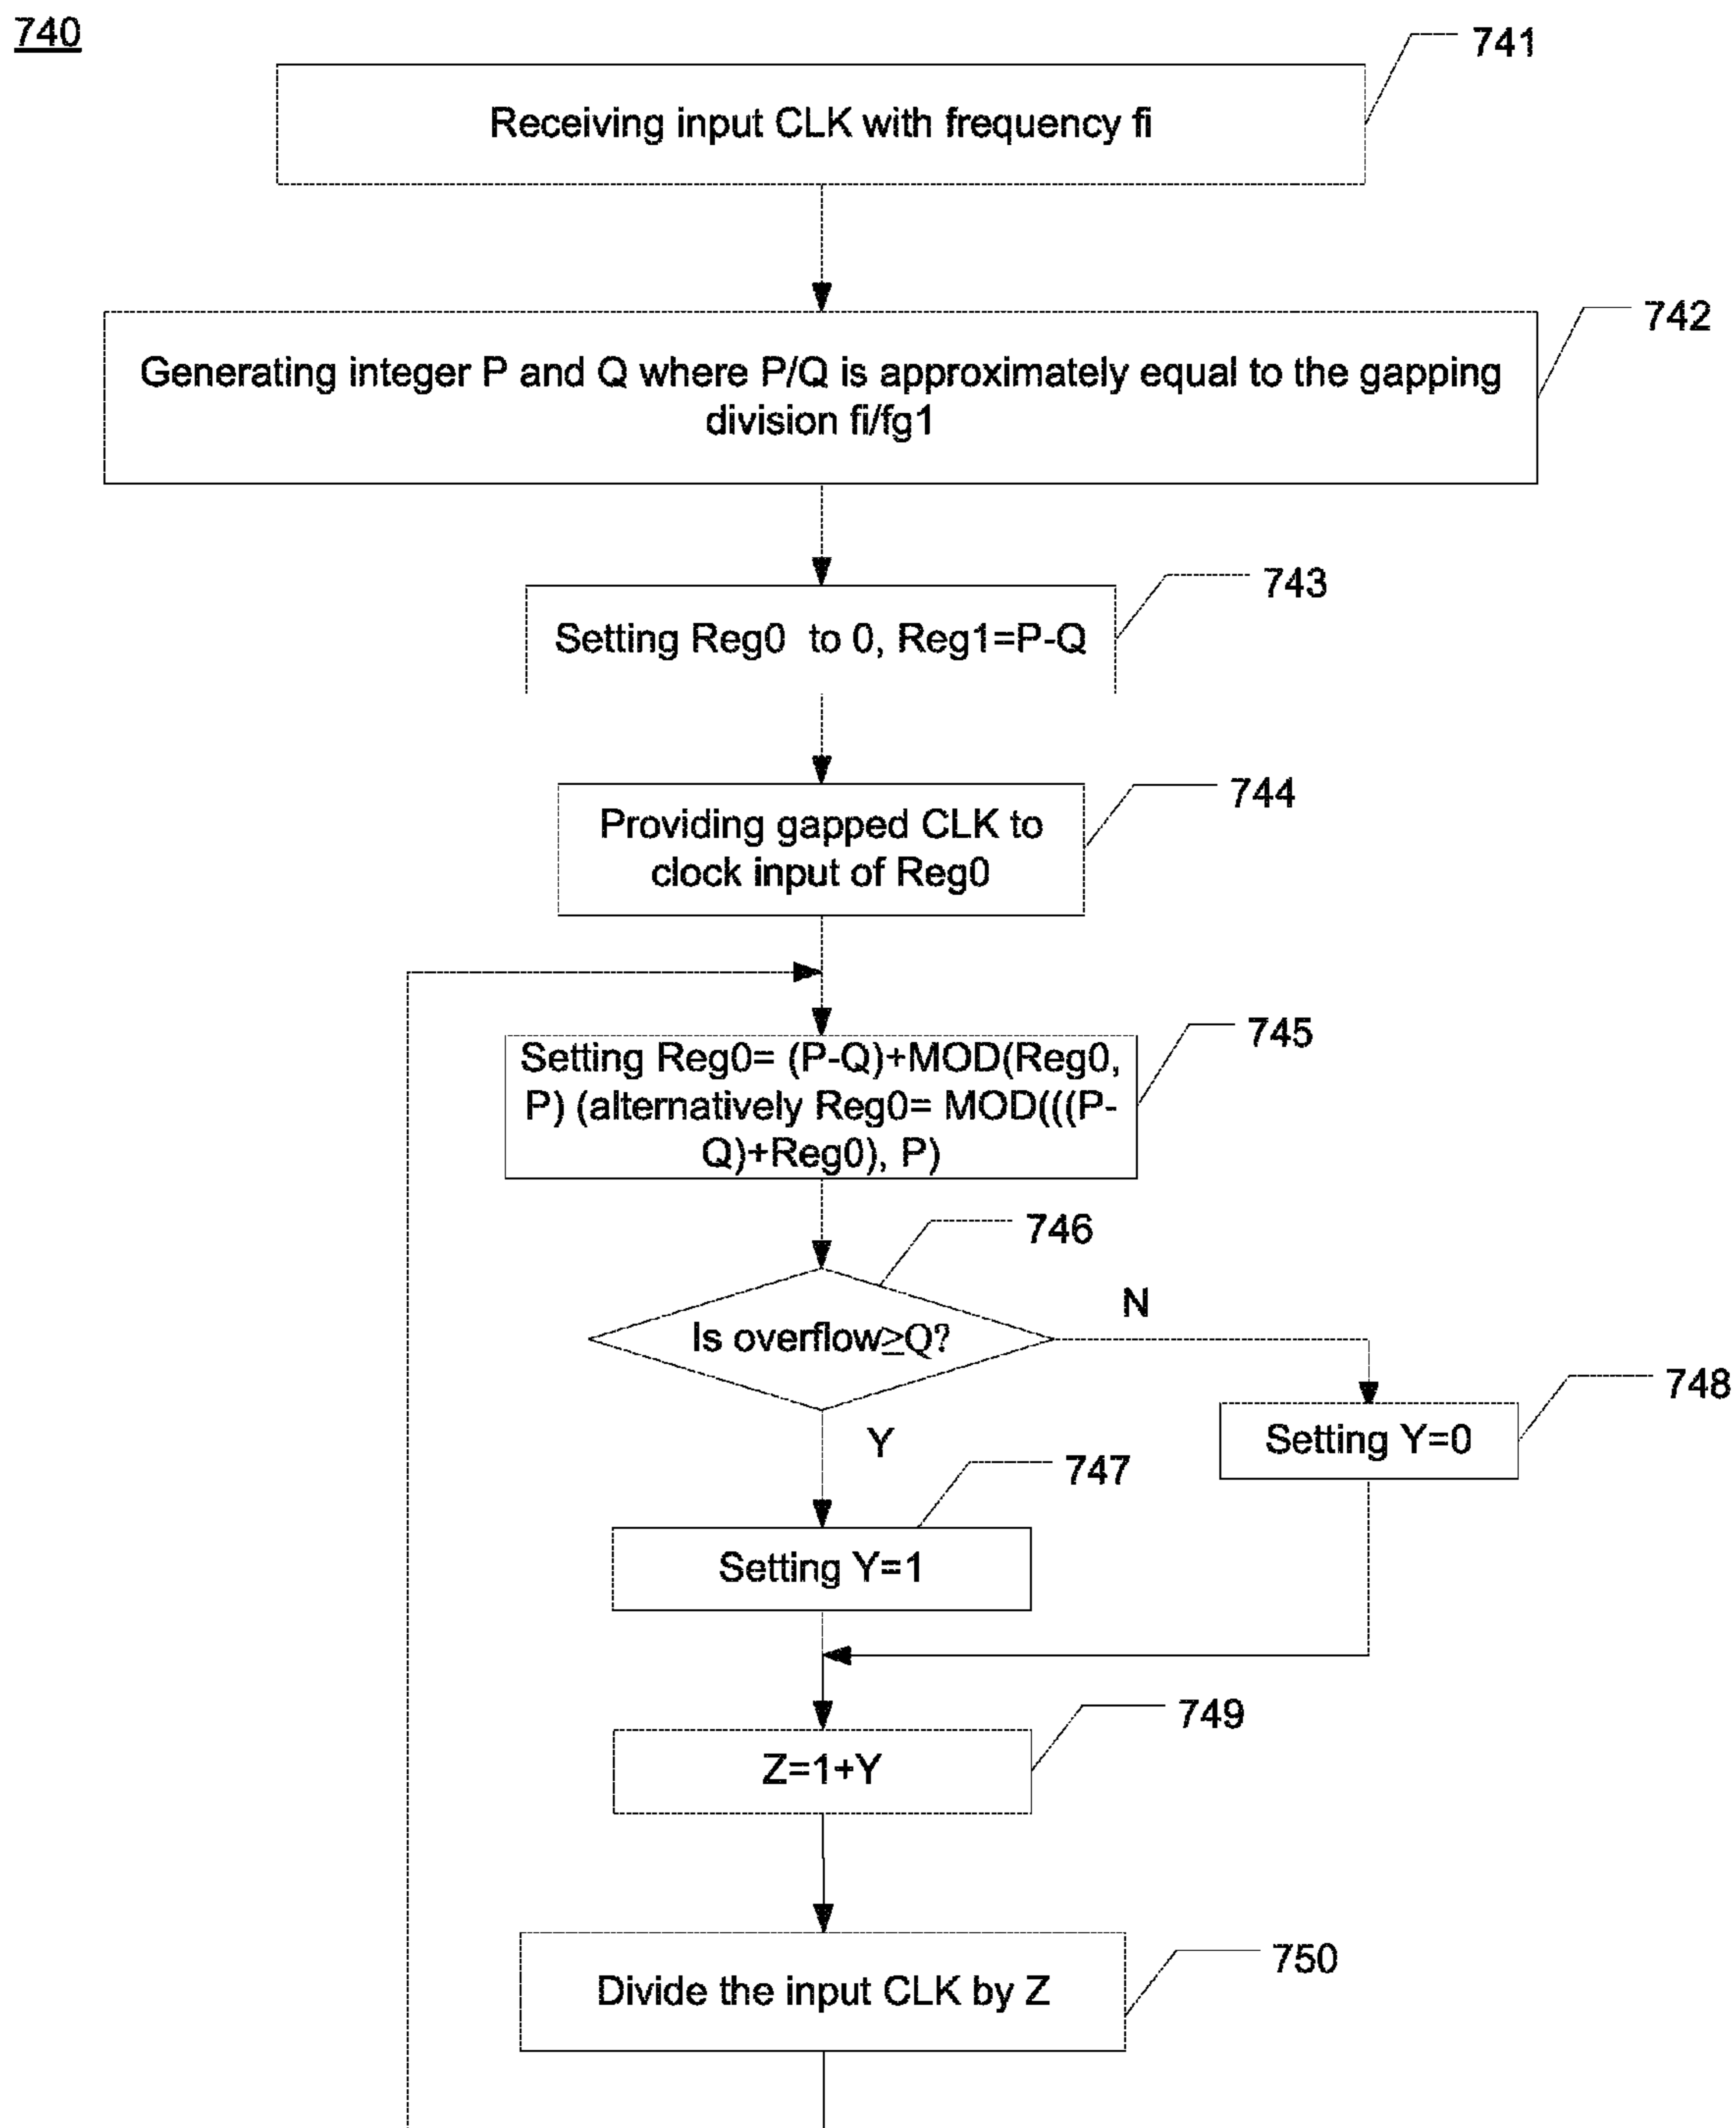 740
741
Receiving input CLK with frequency fi
742
Generating integer P and Q where P/Q is approximately equal to the gapping
division fi/fg1
743
Setting Reg0 to 0, Reg1=P-Q
744
Providing gapped CLK to
clock input of Reg0
745
Setting Reg0= (P-Q)+MOD(Reg0,
P) (alternatively Reg0= MOD(((P-
Q)+Reg0), P)
746
Is overflow≥Q?
N
748
Setting Y=0
Y
747
Setting Y=1
749
Z=1+Y
750
Divide the input CLK by Z